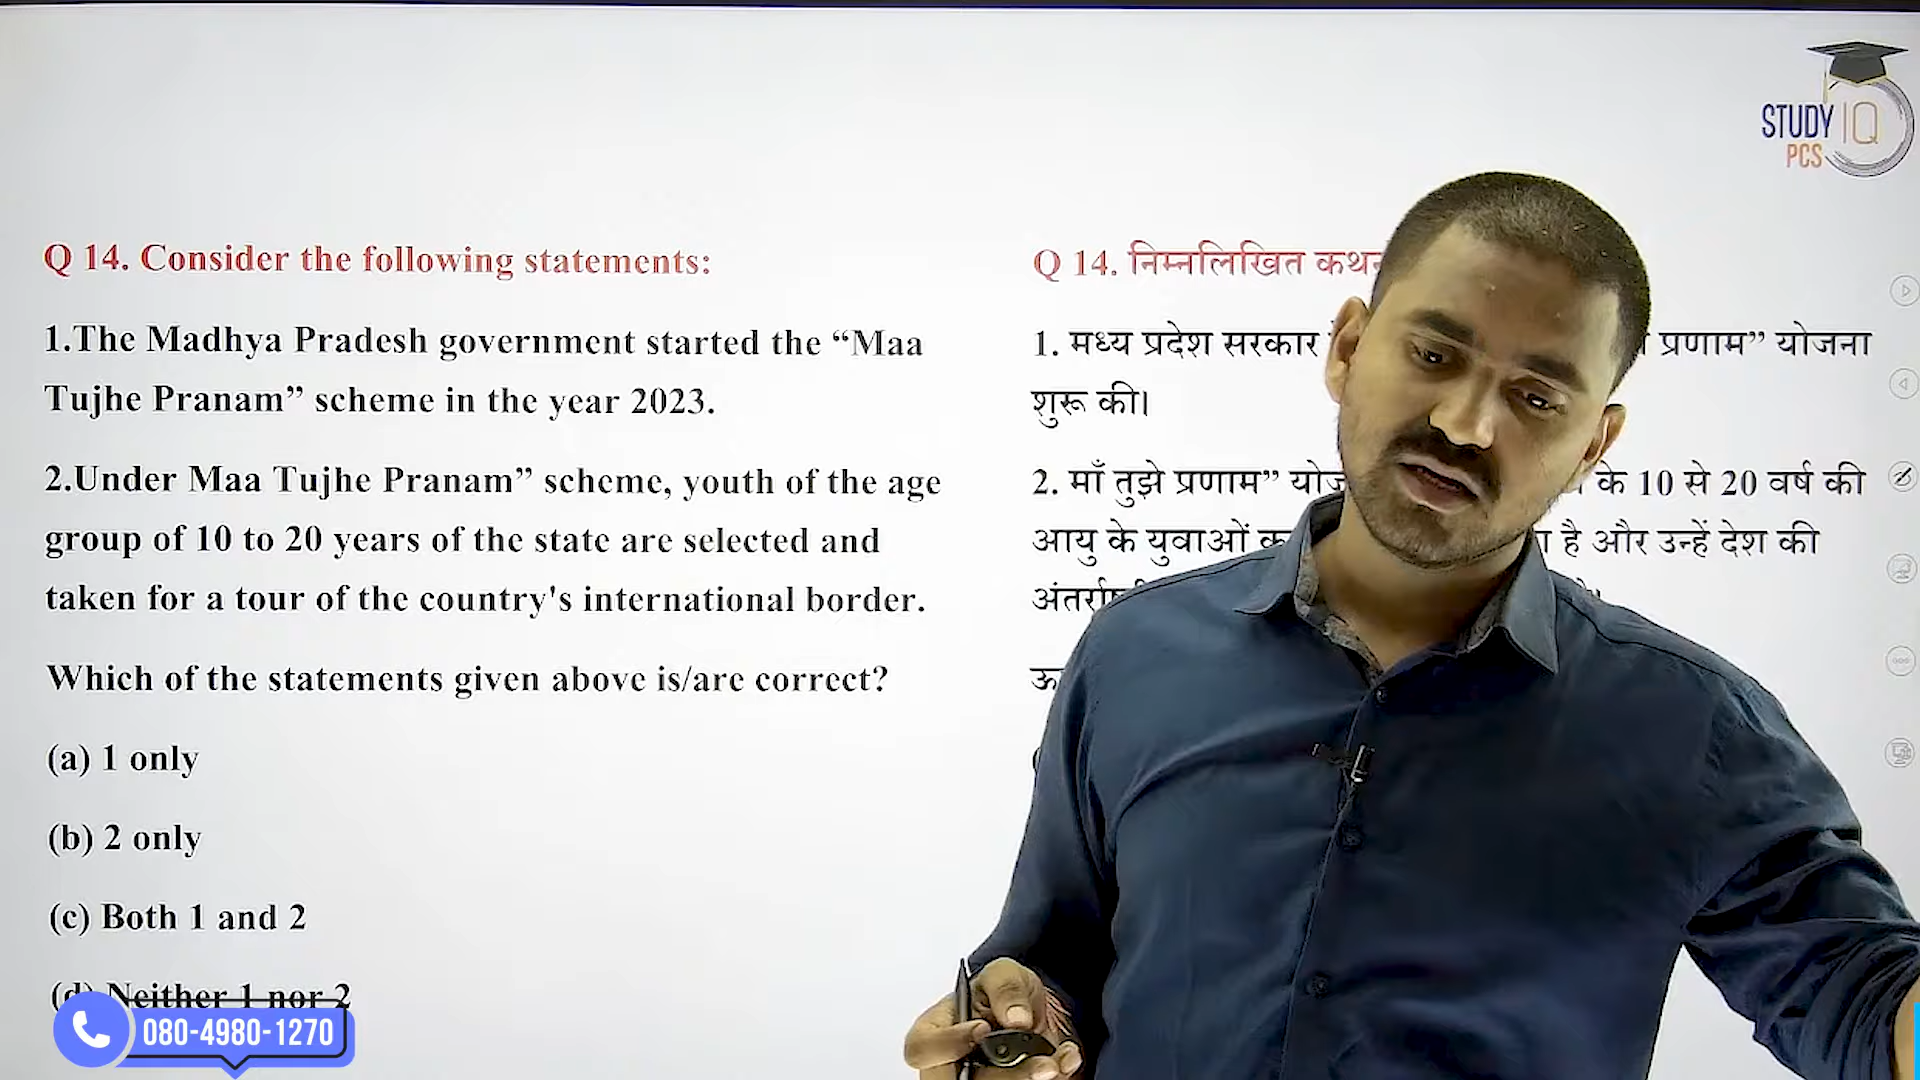 STUDY IQ
PCS
Q 14. Consider the following statements:
1.The Madhya Pradesh government started the “Maa
Tujhe Pranam” scheme in the year 2023.
2.Under Maa Tujhe Pranam” scheme, youth of the age
group of 10 to 20 years of the state are selected and
taken for a tour of the country's international border.
Which of the statements given above is/are correct?
(a) 1 only
(b) 2 only
(c) Both 1 and 2
(d) Neither 1 nor 2
080-4980-1270
Q 14. निम्नलिखित
1. मध्य प्रदेश सरकार प्रणाम” योजना
शुरू की।
2. माँ तुझे प्रणाम” के 10 से 20 वर्ष की
आयु के युवाओं है और उन्हें देश की